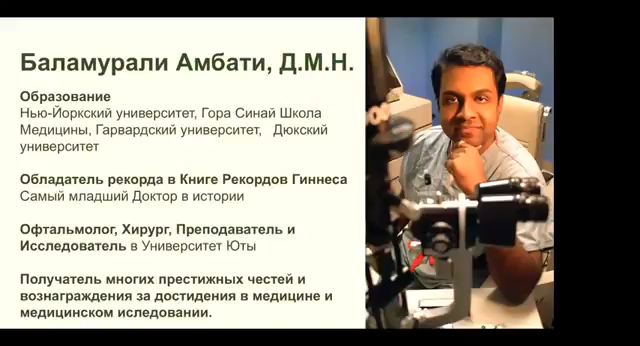 Баламурали Амбати, Д.М.Н.
Образование
Нью-Йоркский университет, Гора Синай Школа
Медицины, Гарвардский университет, Дюкский
университет
Обладатель рекорда в Книге Рекордов Гиннеса
Самый младший Доктор в истории
Офтальмолог, Хирург, Преподаватель и
Исследователь в Университет Юты
Получатель многих престижных честей и
вознаграждения за достидения в медицине и
медицинском иследовании.